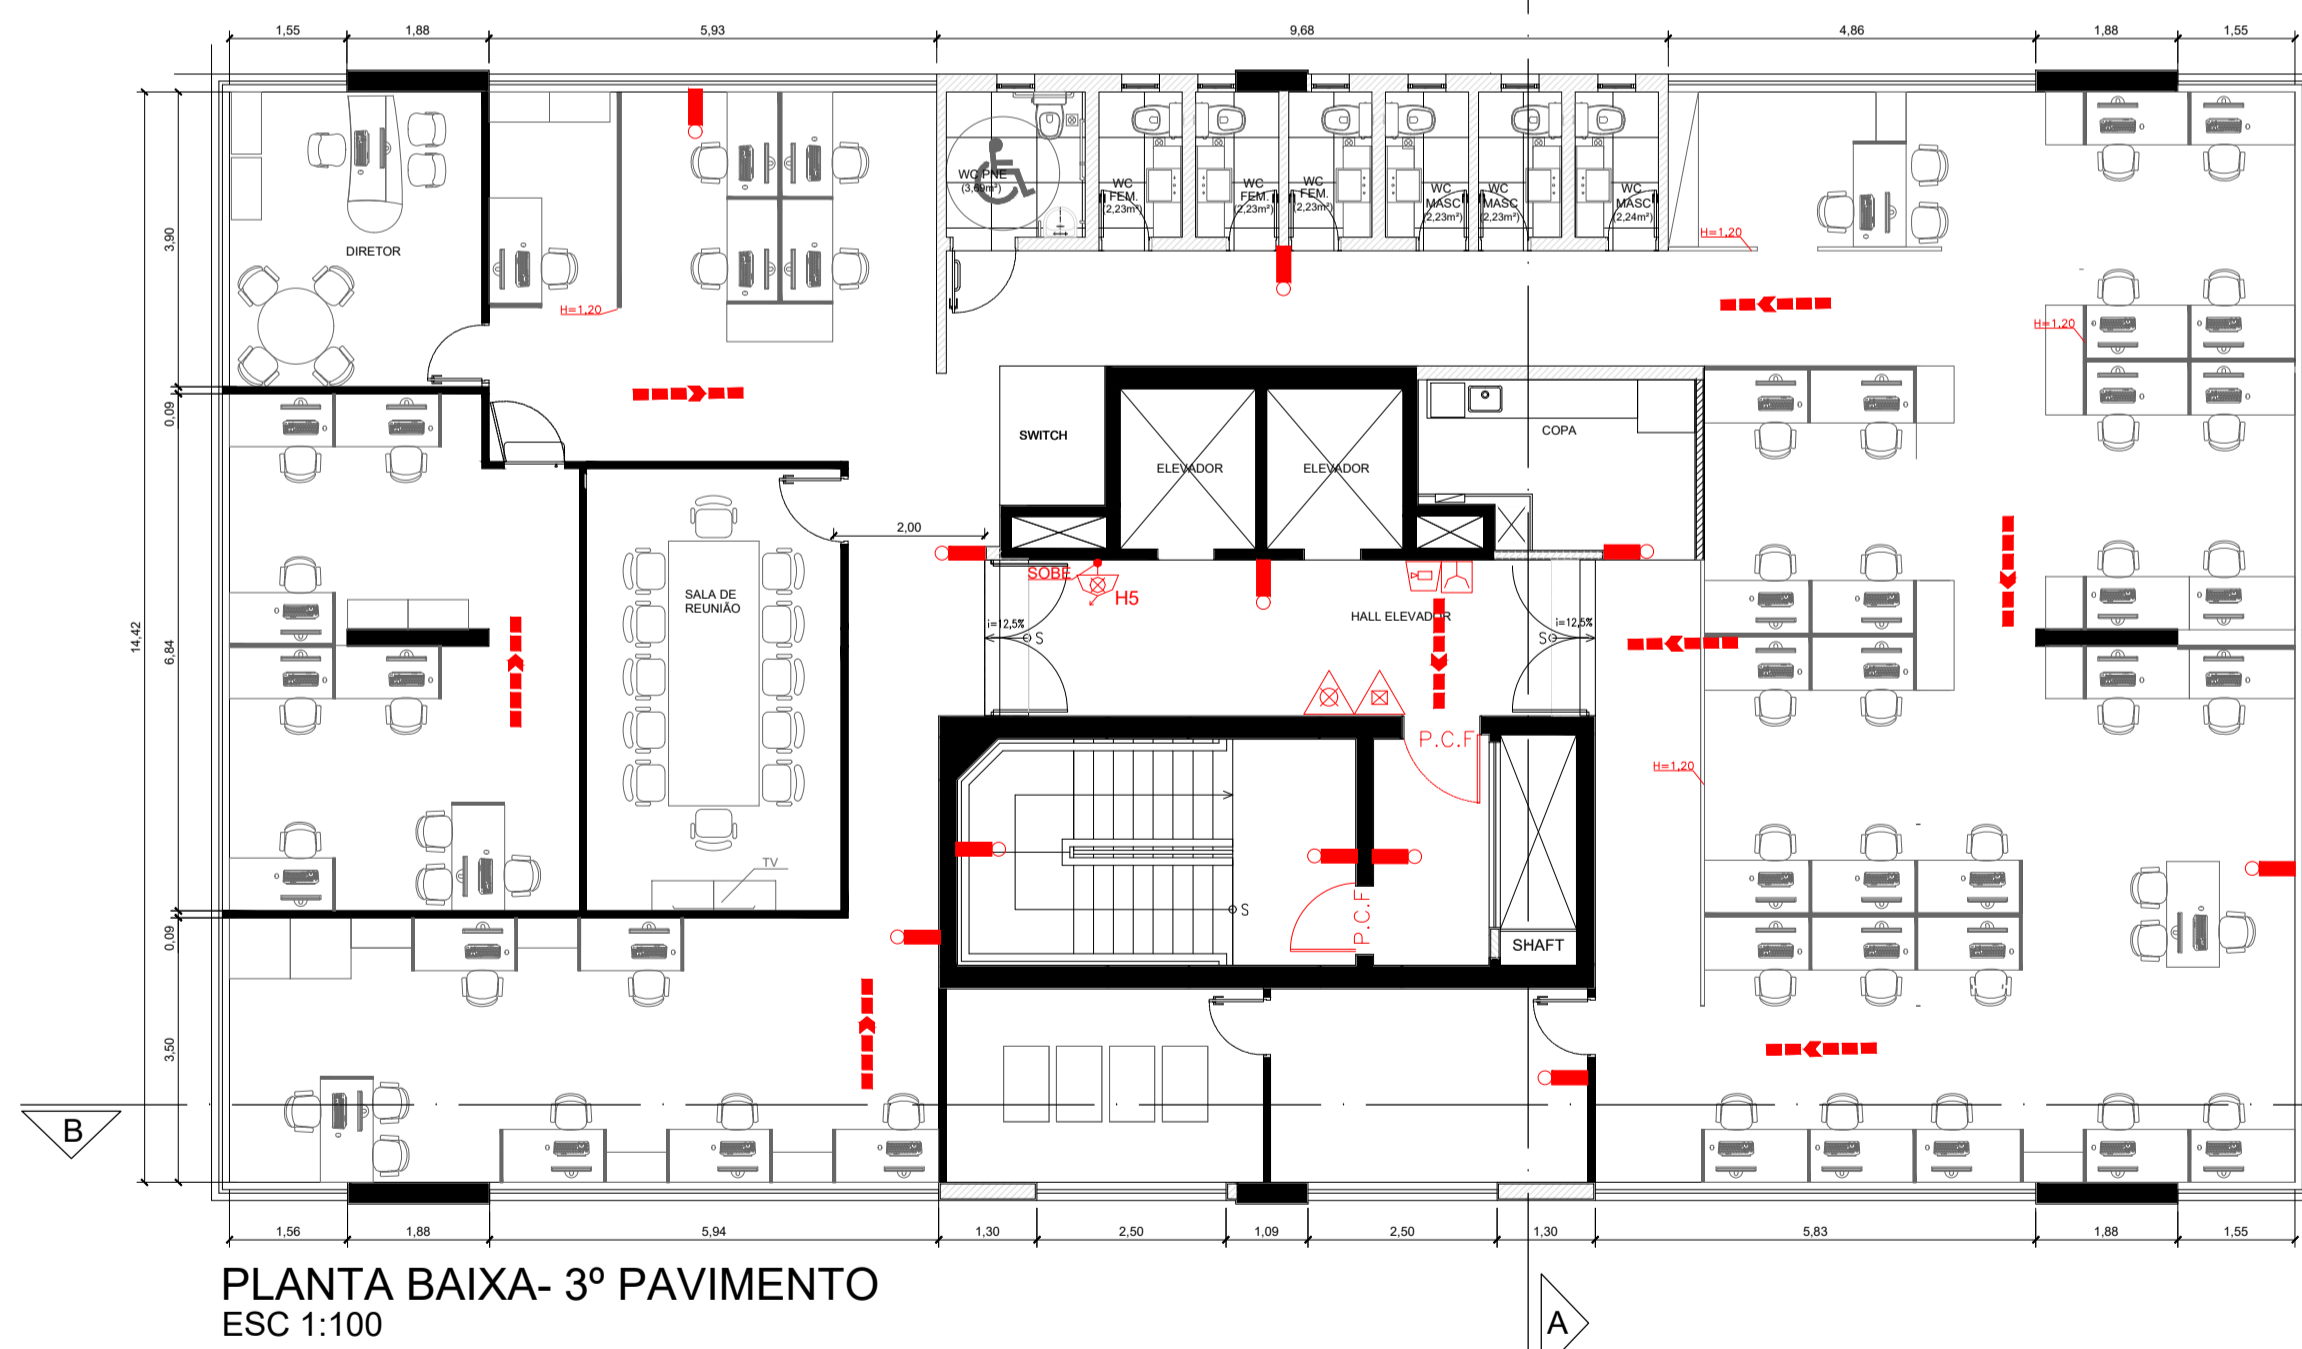 1,55
1,88
5,93
9,68
4,86
1,88
1,55
WC PNE
(3,69m²)
WC
FEM.
(2,23m²)
WC
FEM.
(2,23m²)
WC
FEM.
(2,23m²)
WC
MASC
(2,23m²)
WC
MASC
(2,23m²)
WC
MASC
(2,24m²)
H=1,20
3,90
DIRETOR
H=1,20
H=1,20
0,09
SWITCH
ELEVADOR
ELEVADOR
COPA
2,00
SOBE
H5
SALA DE
REUNIÃO
HALL ELEVADOR
i=12,5%
S
i=12,5%
S
14,42
6,84
P.C.F
H=1,20
TV
S
P.C.F
SHAFT
0,09
3,50
B
1,56
1,88
5,94
1,30
2,50
1,09
2,50
1,30
5,83
1,88
1,55
PLANTA BAIXA- 3º PAVIMENTO
ESC 1:100
A